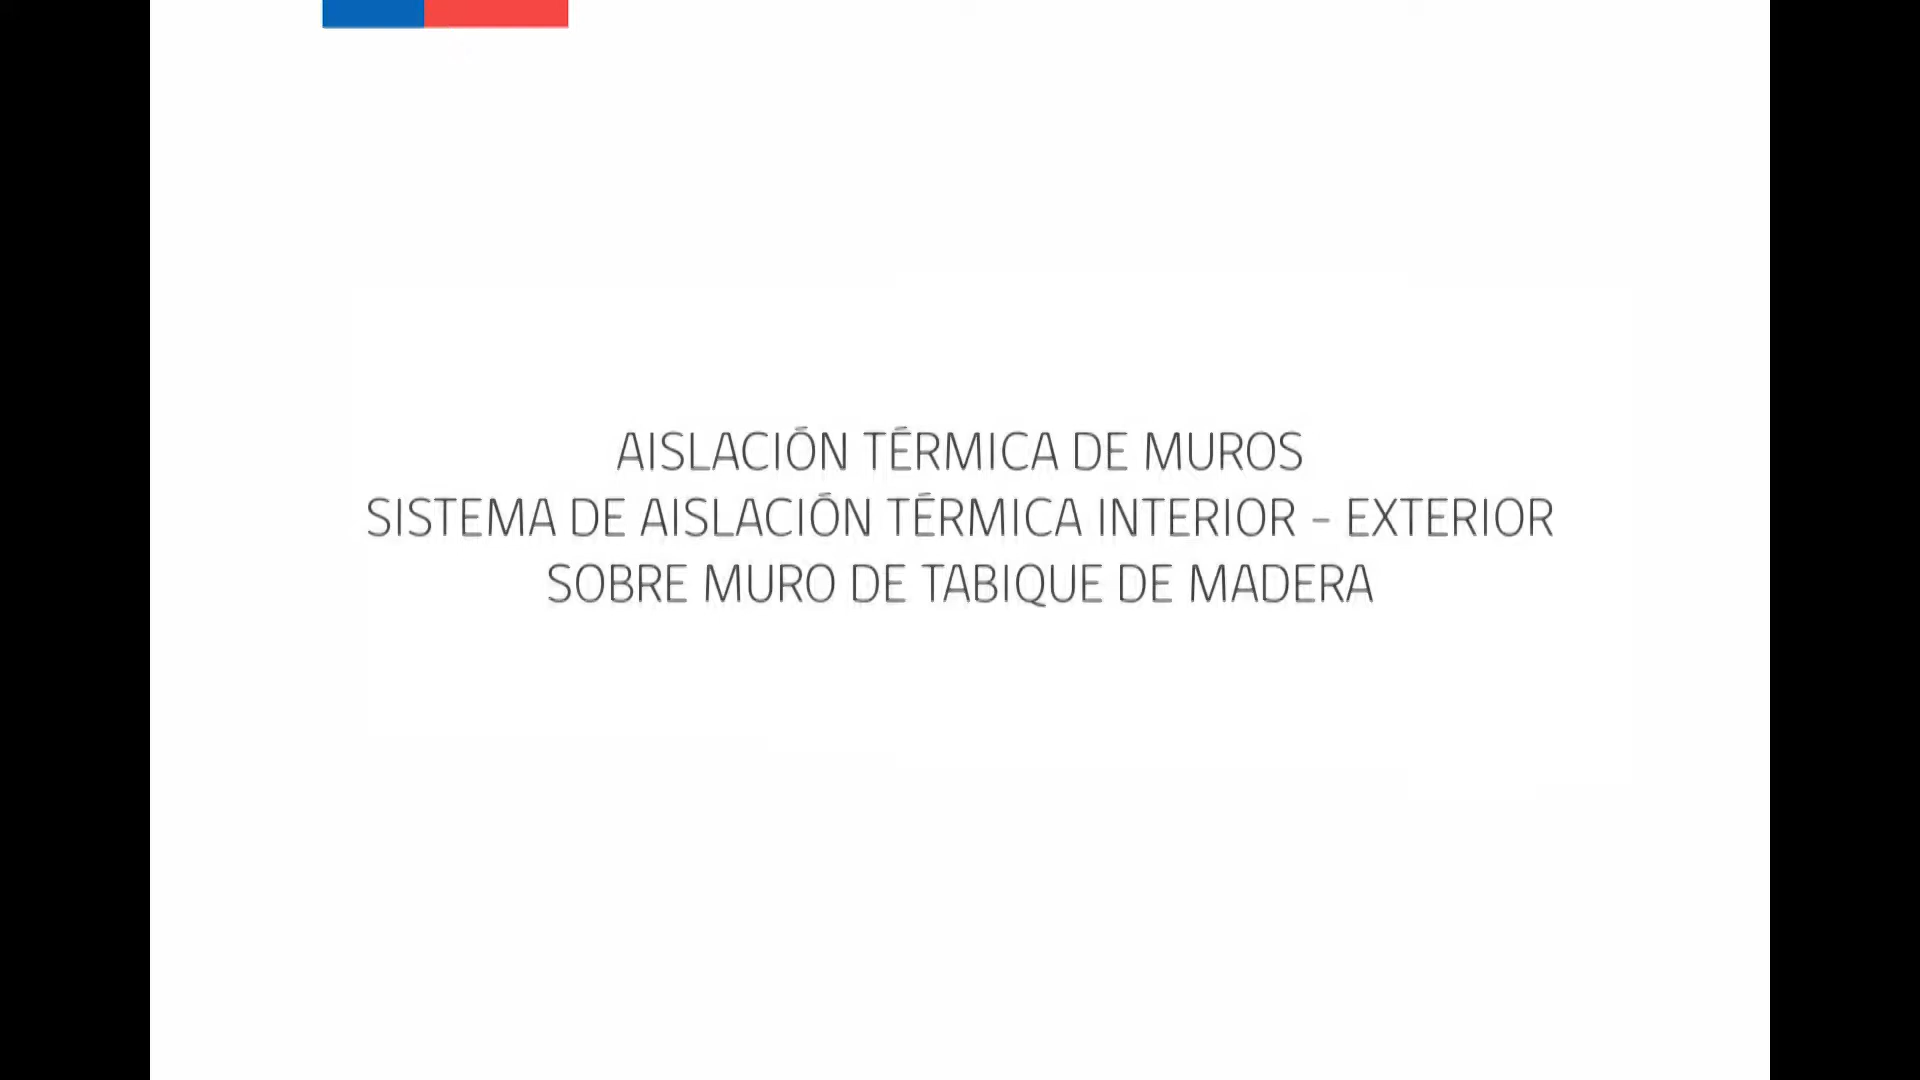 AISLACIÓN TÉRMICA DE MUROS
SISTEMA DE AISLACIÓN TÉRMICA INTERIOR – EXTERIOR
SOBRE MURO DE TABIQUE DE MADERA